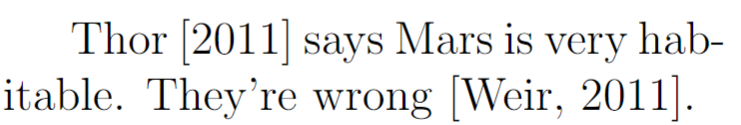 Thor [2011] says Mars is very hab-
itable. They’re wrong [Weir, 2011].